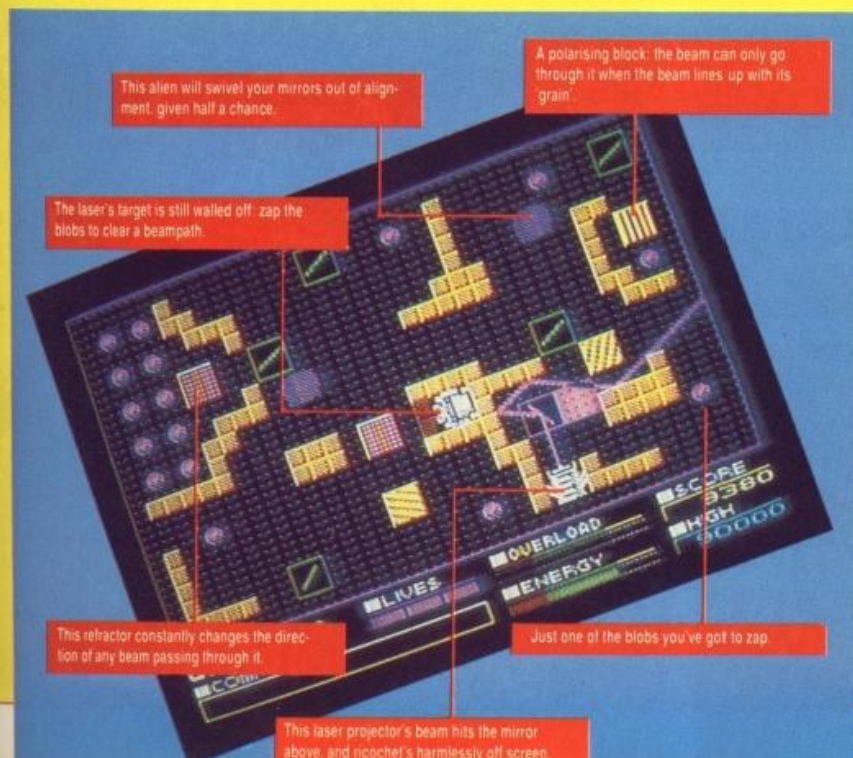 A polarising block: the beam can only go
through it when the beam lines up with its
'grain'.
This alien will swivel your mirrors out of align-
ment, given half a chance.
The laser's target is still walled off: zap the
blobs to clear a beampath.
SCORE
9380
HIGH
90000
OVERLOAD
ENERGY
LIVES
This refractor constantly changes the direc-
tion of any beam passing through it.
Just one of the blobs you've got to zap.
This laser projector's beam hits the mirror
above, and ricochet's harmlessly off screen.